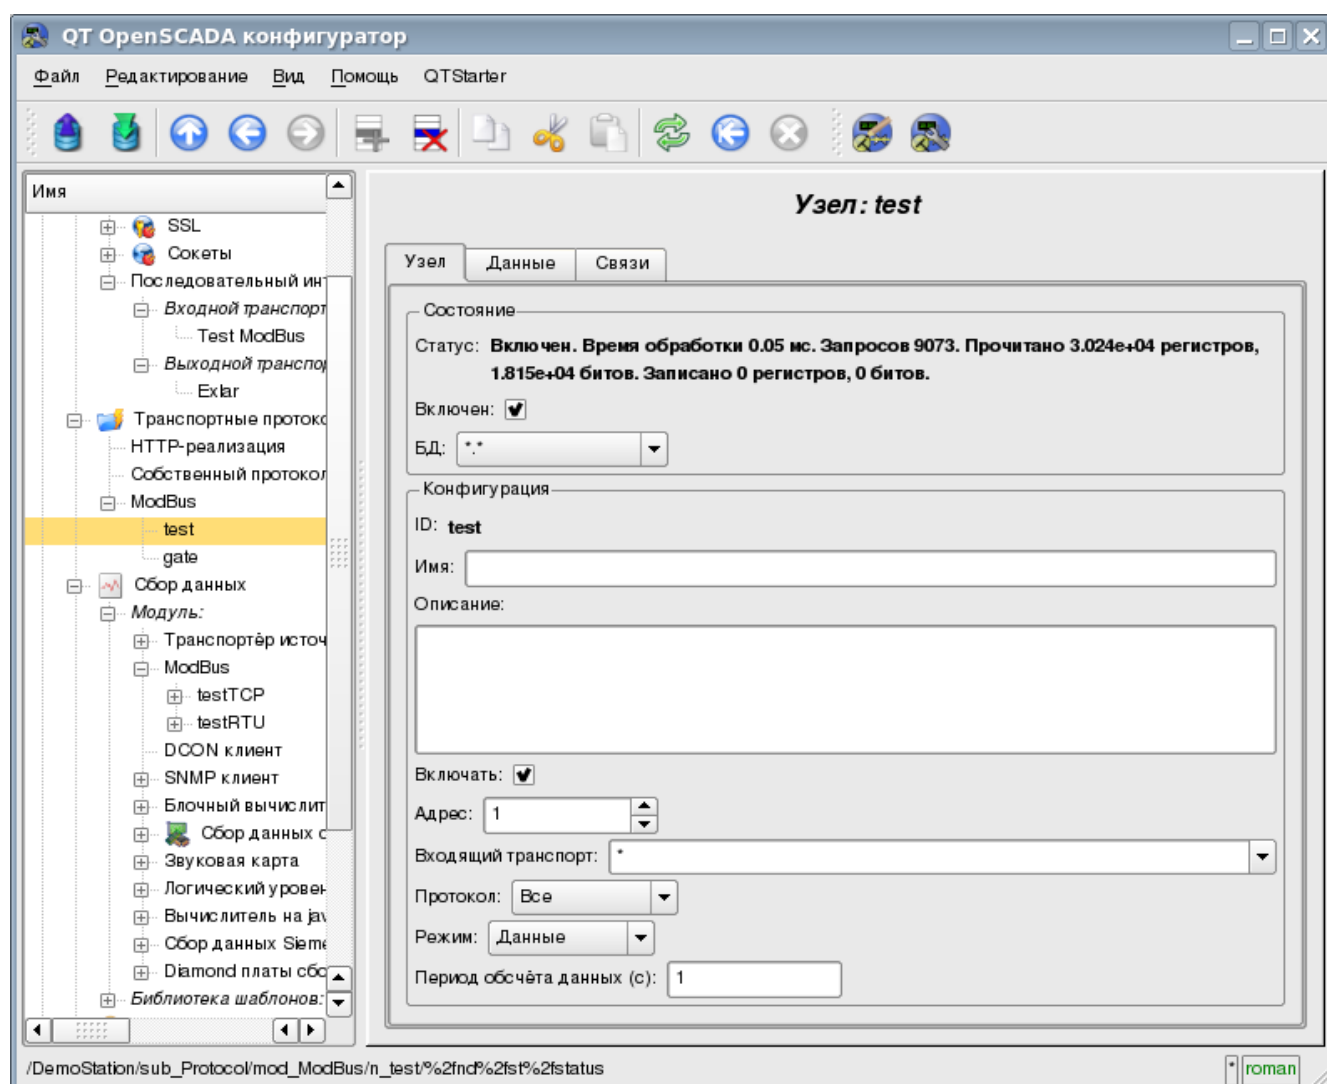 QT OpenSCADA конфигуратор
Файл Редактирование Вид Помощь QTStarter
Имя
SSL
Сокеты
Последовательный инт
Входной транспорт
Test ModBus
Выходной транспор
Exlar
Транспортные протоко
HTTP-реализация
Собственный протокол
ModBus
test
gate
Сбор данных
Модуль:
Транспортёр источ
ModBus
testTCP
testRTU
DCON клиент
SNMP клиент
Блочный вычислит
Сбор данных с
Звуковая карта
Логический уровен
Вычислитель на jav
Сбор данных Sieme
Diamond платы сбо
Библиотека шаблонов:
Узел: test
Узел Данные Связи
Состояние
Статус: Включен. Время обработки 0.05 мс. Запросов 9073. Прочитано 3.024e+04 регистров,
1.815e+04 битов. Записано 0 регистров, 0 битов.
Включен:
БД: *.*
Конфигурация
ID: test
Имя:
Описание:
Включать:
Адрес: 1
Входящий транспорт: *
Протокол: Все
Режим: Данные
Период обсчёта данных (с): 1
/DemoStation/sub_Protocol/mod_ModBus/n_test/%2fnd%2fst%2fstatus
* roman